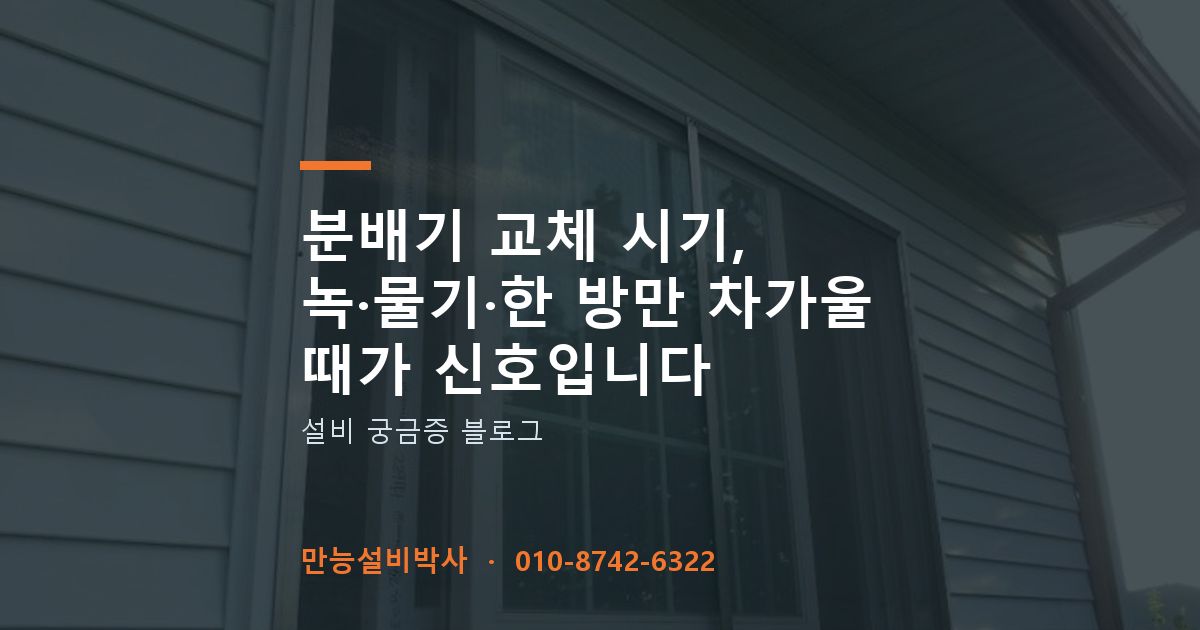 분배기 교체 시기,
녹·물기·한 방만 차가울
때가 신호입니다
설비 궁금증 블로그
만능설비박사 · 010-8742-6322